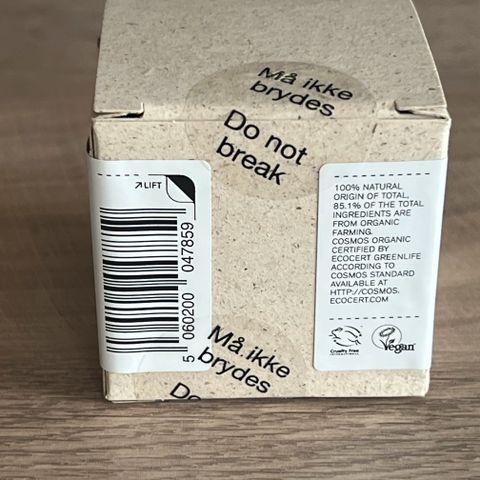 Må ikke
brydes
Do not
break
↗LIFT
5 060200 047859
100% NATURAL
ORIGIN OF TOTAL,
85.1% OF THE TOTAL
INGREDIENTS ARE
FROM ORGANIC
FARMING.
COSMOS ORGANIC
CERTIFIED BY
ECOCERT GREENLIFE
ACCORDING TO
COSMOS STANDARD
AVAILABLE AT
HTTP://COSMOS.
ECOCERT.COM
Cruelty Free
INTERNATIONAL
Vegan
Må ikke
brydes
Do